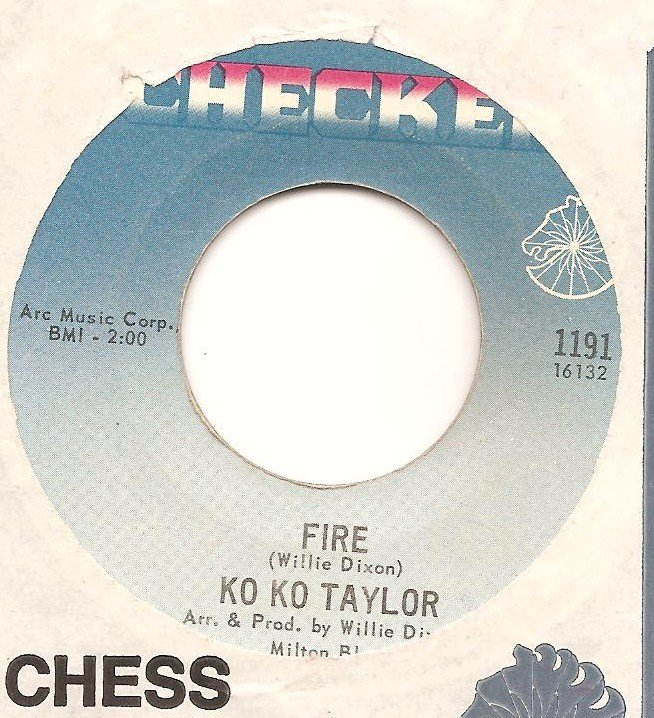 CHECKE
Arc Music Corp.,
BMI - 2:00
1191
16132
FIRE
(Willie Dixon)
KO KO TAYLOR
Arr. & Prod. by Willie Di
Milton Bl
CHESS